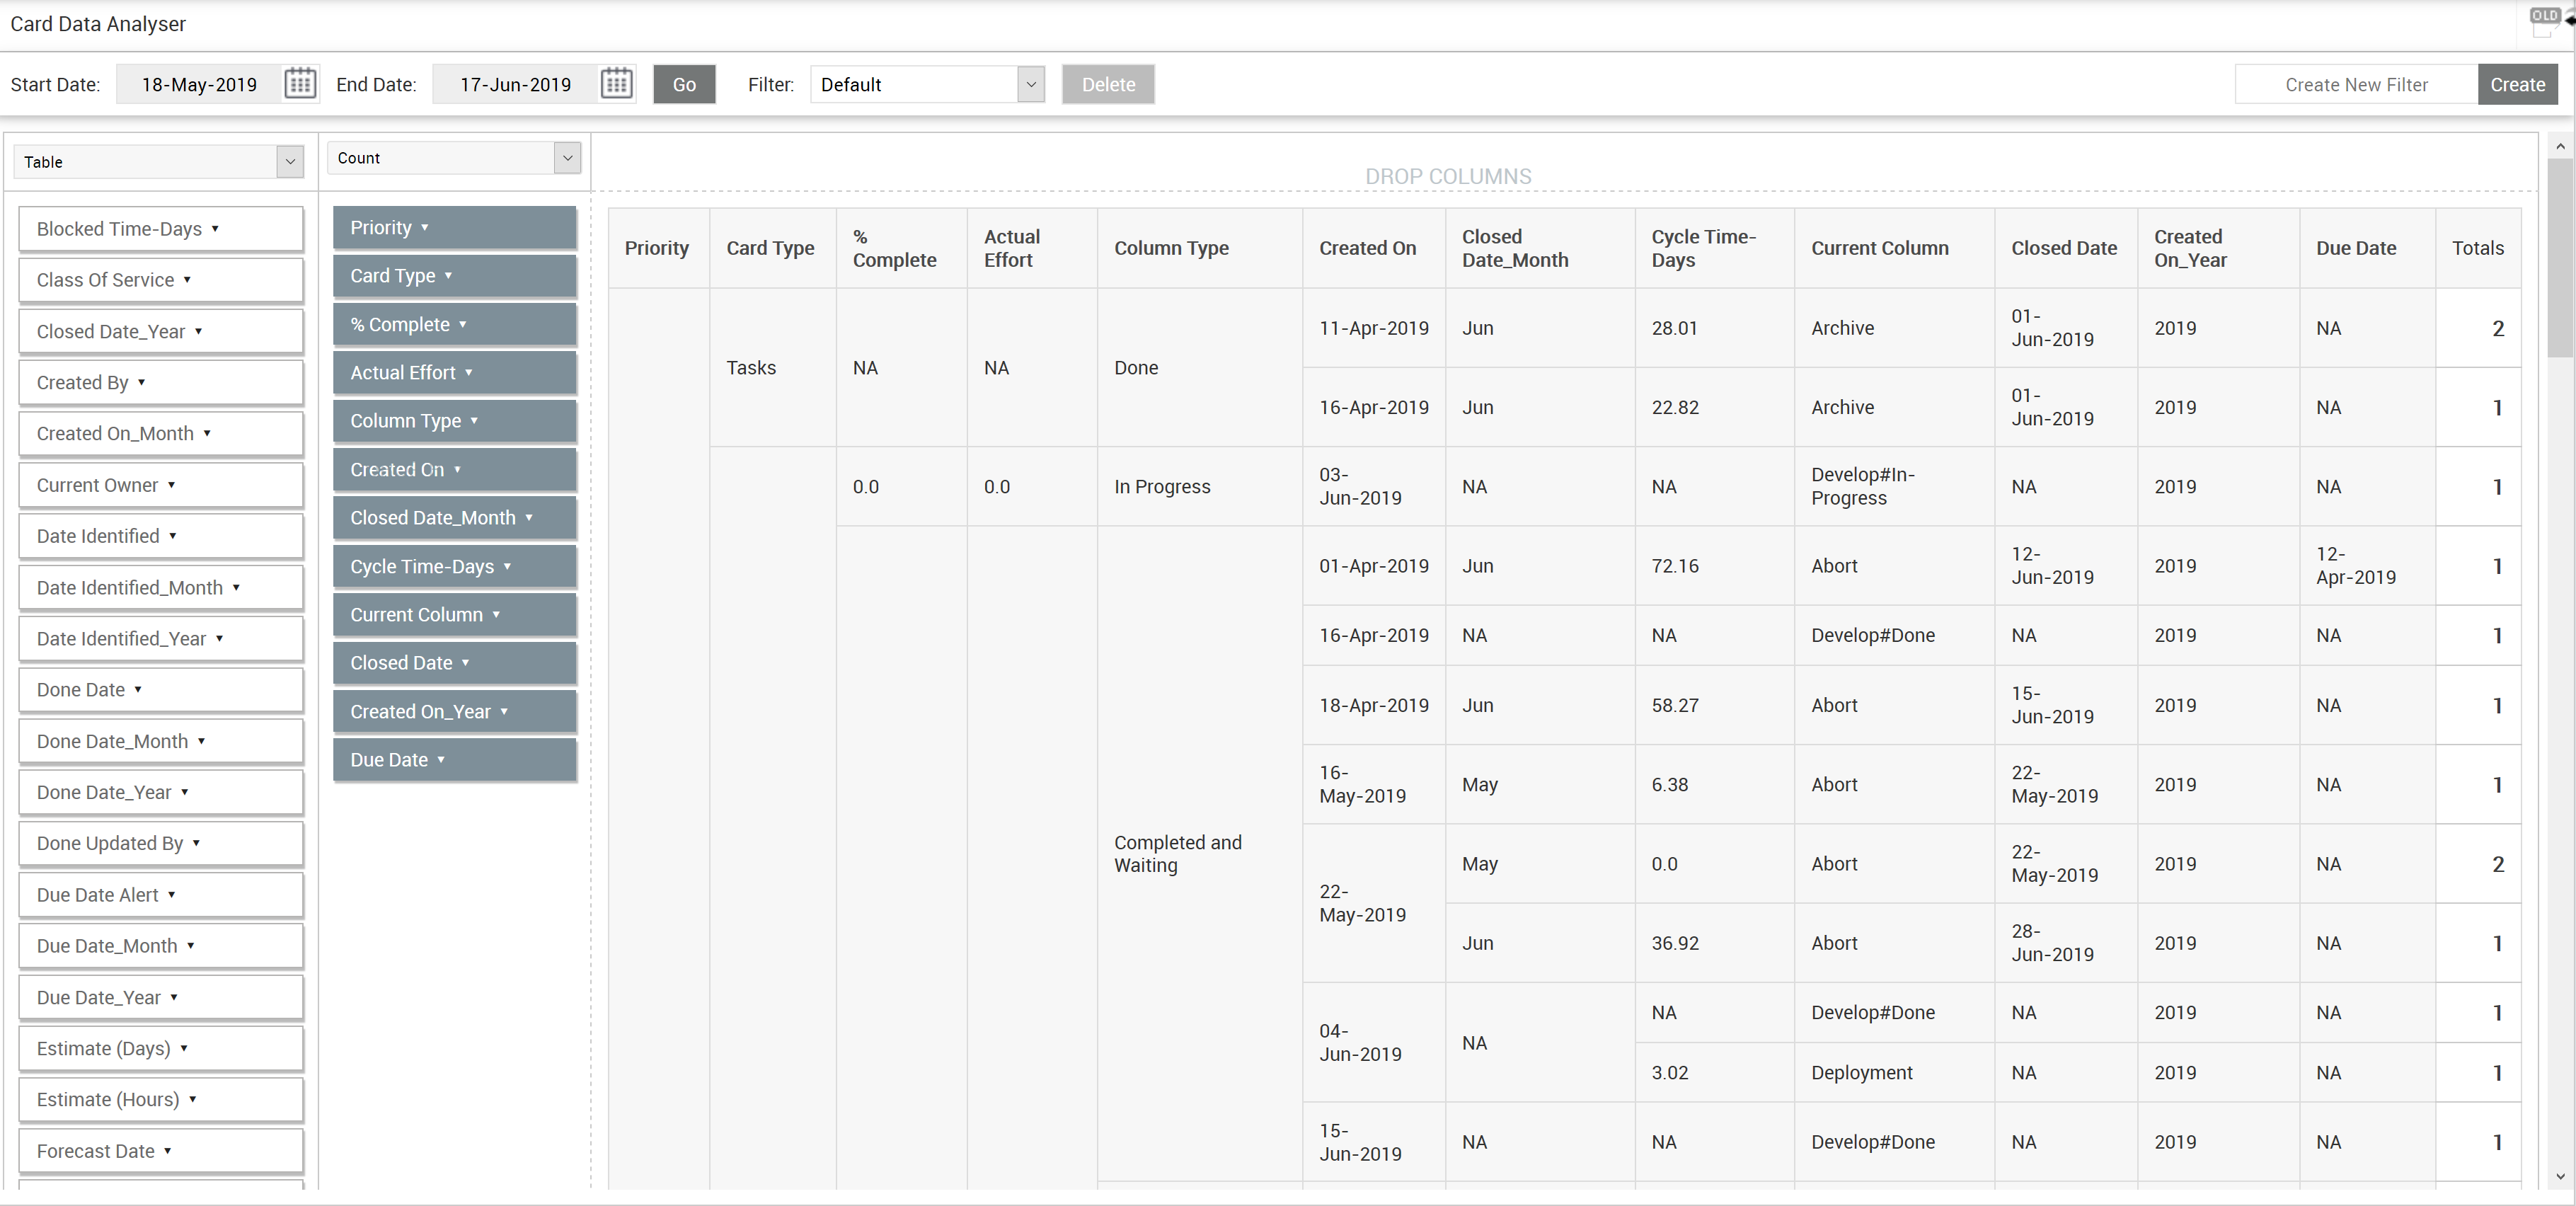 Card Data Analyser
OLD
Start Date:
18-May-2019
End Date:
17-Jun-2019
Go
Filter:
Default
Delete
Create New Filter
Create
Table
Count
DROP COLUMNS
Blocked Time-Days
Class Of Service
Closed Date_Year
Created By
Created On_Month
Current Owner
Date Identified
Date Identified_Month
Date Identified_Year
Done Date
Done Date_Month
Done Date_Year
Done Updated By
Due Date Alert
Due Date_Month
Due Date_Year
Estimate (Days)
Estimate (Hours)
Forecast Date
Priority
Card Type
% Complete
Actual Effort
Column Type
Created On
Closed Date_Month
Cycle Time-Days
Current Column
Closed Date
Created On_Year
Due Date
Priority
Card Type
%
Complete
Actual
Effort
Column Type
Created On
Closed
Date_Month
Cycle Time-
Days
Current Column
Closed Date
Created
On_Year
Due Date
Totals
Tasks
NA
NA
Done
11-Apr-2019
Jun
28.01
Archive
01-
Jun-2019
2019
NA
2
16-Apr-2019
Jun
22.82
Archive
01-
Jun-2019
2019
NA
1
0.0
0.0
In Progress
03-
Jun-2019
NA
NA
Develop#In-
Progress
NA
2019
NA
1
Completed and
Waiting
01-Apr-2019
Jun
72.16
Abort
12-
Jun-2019
2019
12-
Apr-2019
1
16-Apr-2019
NA
NA
Develop#Done
NA
2019
NA
1
18-Apr-2019
Jun
58.27
Abort
15-
Jun-2019
2019
NA
1
16-
May-2019
May
6.38
Abort
22-
May-2019
2019
NA
1
22-
May-2019
May
0.0
Abort
22-
May-2019
2019
NA
2
Jun
36.92
Abort
28-
Jun-2019
2019
NA
1
04-
Jun-2019
NA
NA
Develop#Done
NA
2019
NA
1
3.02
Deployment
NA
2019
NA
1
15-
Jun-2019
NA
NA
Develop#Done
NA
2019
NA
1